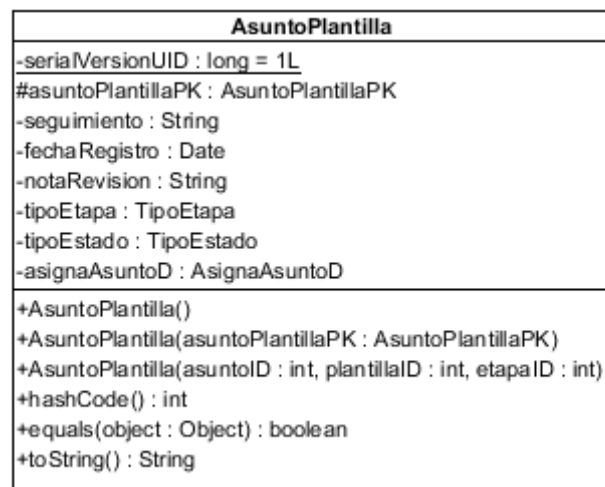 AsuntoPlantilla
-serialVersionUID : long = 1L
#asuntoPlantillaPK : AsuntoPlantillaPK
-seguimiento : String
-fechaRegistro : Date
-notaRevision : String
-tipoEtapa : TipoEtapa
-tipoEstado : TipoEstado
-asignaAsuntoD : AsignaAsuntoD
+AsuntoPlantilla()
+AsuntoPlantilla(asuntoPlantillaPK : AsuntoPlantillaPK)
+AsuntoPlantilla(asuntoID : int, plantillaID : int, etapaID : int)
+hashCode() : int
+equals(object : Object) : boolean
+toString() : String